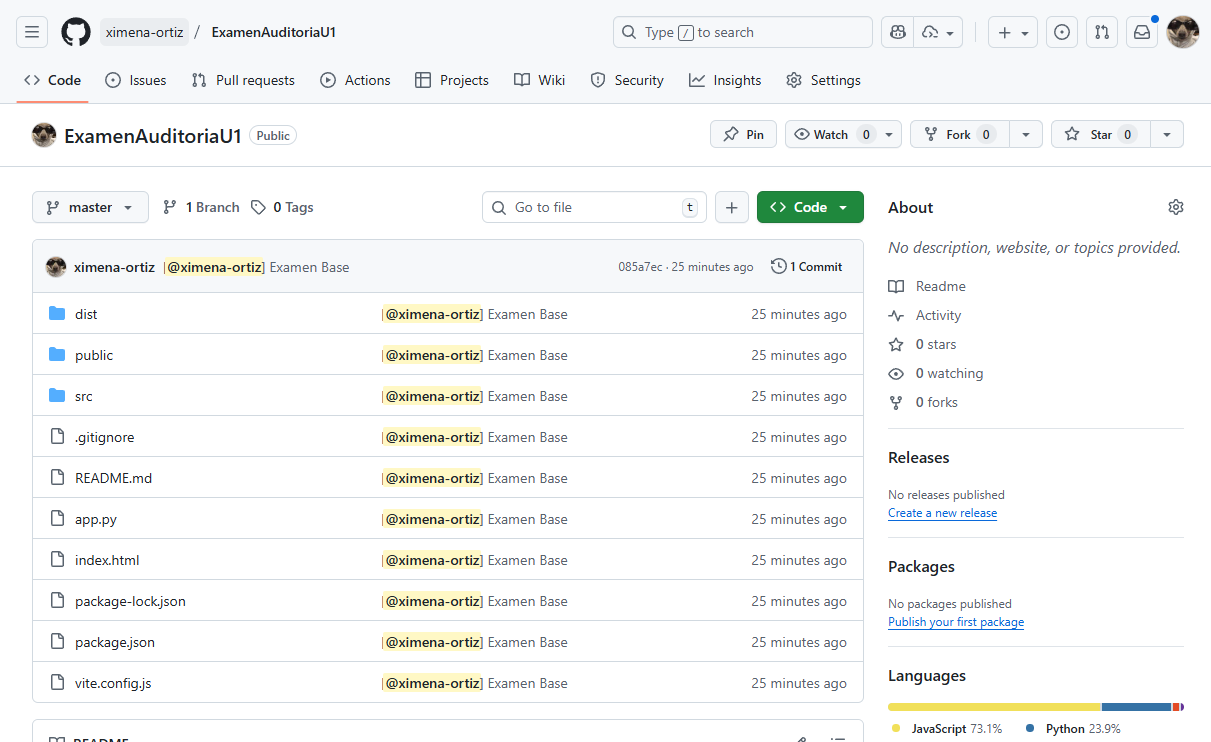 ximena-ortiz / ExamenAuditoriaU1
Type / to search
Code Issues Pull requests Actions Projects Wiki Security Insights Settings
ExamenAuditoriaU1 Public
Pin Watch 0 Fork 0 Star 0
master 1 Branch 0 Tags
Go to file t
+ <> Code
ximena-ortiz [@ximena-ortiz] Examen Base
085a7ec · 25 minutes ago 1 Commit
dist [@ximena-ortiz] Examen Base 25 minutes ago
public [@ximena-ortiz] Examen Base 25 minutes ago
src [@ximena-ortiz] Examen Base 25 minutes ago
.gitignore [@ximena-ortiz] Examen Base 25 minutes ago
README.md [@ximena-ortiz] Examen Base 25 minutes ago
app.py [@ximena-ortiz] Examen Base 25 minutes ago
index.html [@ximena-ortiz] Examen Base 25 minutes ago
package-lock.json [@ximena-ortiz] Examen Base 25 minutes ago
package.json [@ximena-ortiz] Examen Base 25 minutes ago
vite.config.js [@ximena-ortiz] Examen Base 25 minutes ago
README
About
No description, website, or topics provided.
Readme
Activity
0 stars
0 watching
0 forks
Releases
No releases published
Create a new release
Packages
No packages published
Publish your first package
Languages
JavaScript 73.1% Python 23.9%